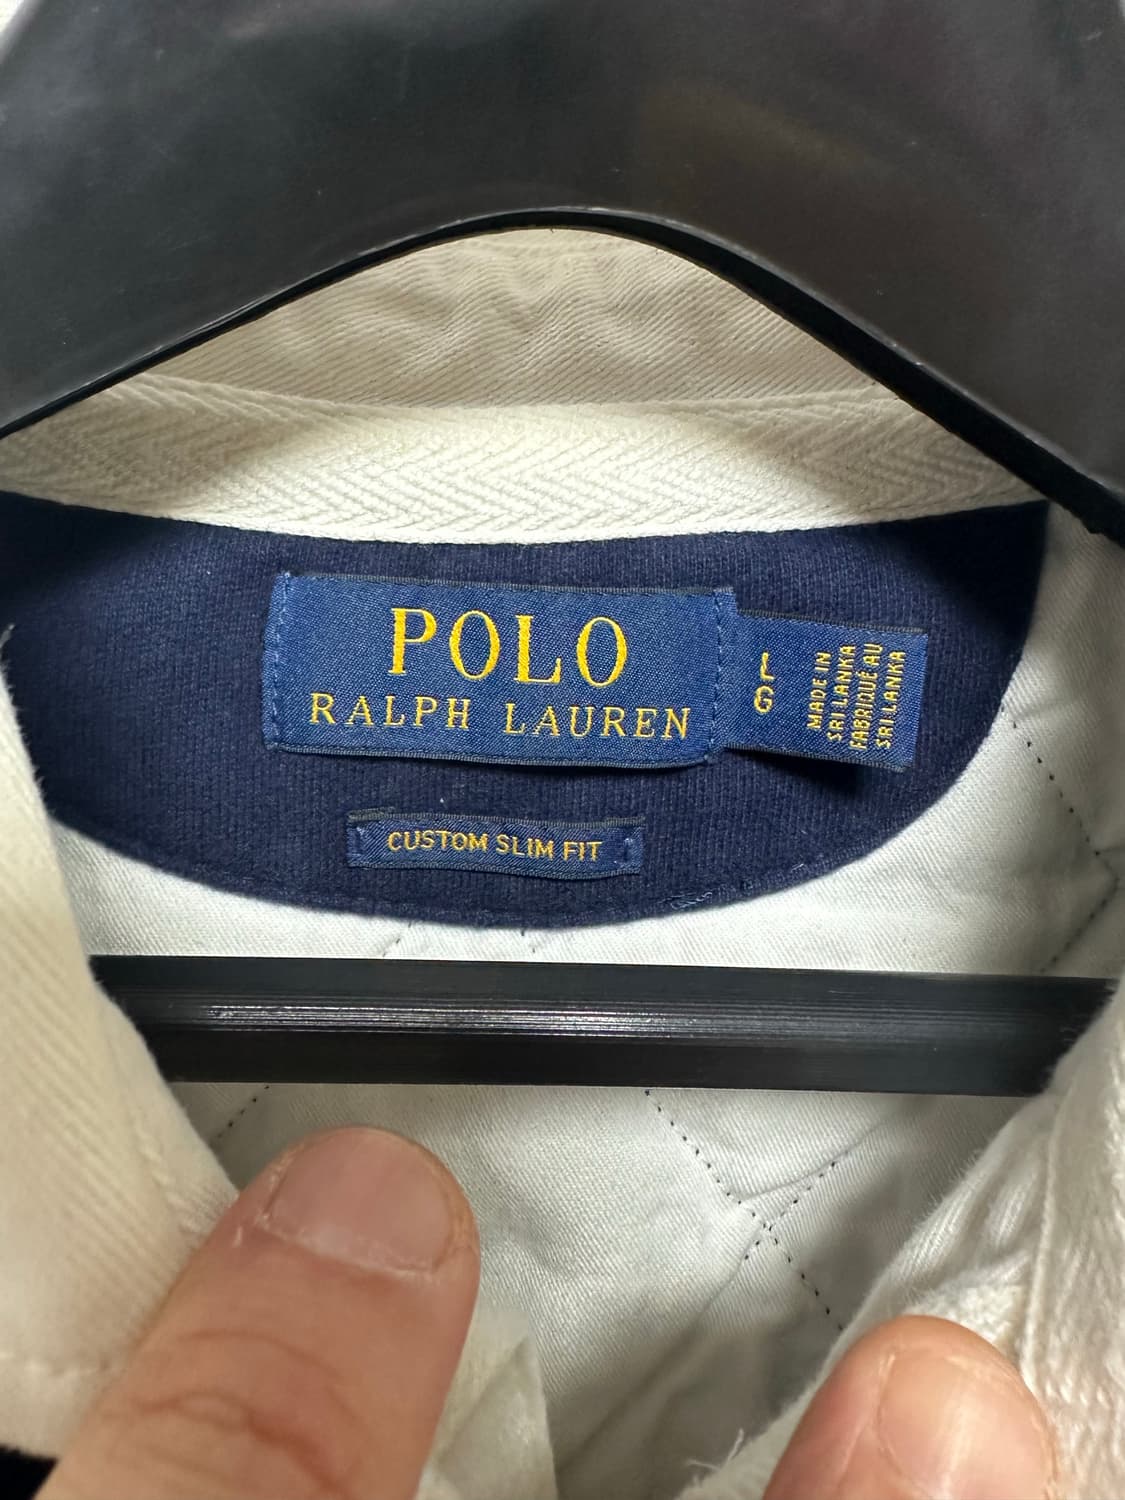 POLO
RALPH LAUREN
L
G
MADE IN
SRI LANKA
FABRIQUÉ AU
SRI LANKA
CUSTOM SLIM FIT